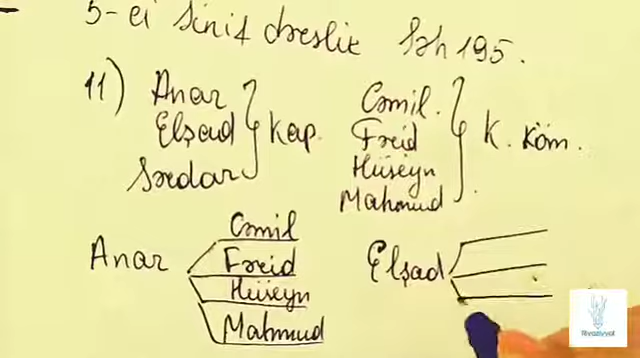 5-ci sinif dərslik Səh 195.
11) Anar
Elşad
Sərdar
Kap.
Cəmil.
Fərid
Hüseyn
Mahmud
K. Köm.
Anar
Cəmil
Fərid
Hüseyn
Mahmud
Elşad